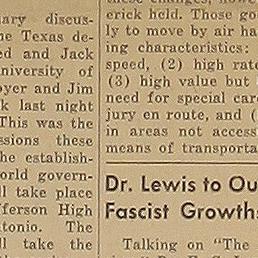 ary discus-
e Texas de-
ed and Jack
niversity of
oyer and Jim
k last night
This was the
ssions these
the establish-
orld govern-
ll take place
fferson High
tonio. The
ll take the
these changes, how
erick held. Those go
ly to move by air ha
ing characteristics:
speed, (2) high rate
(3) high value but
need for special car
jury en route, and (
in areas not access
means of transporta
Dr. Lewis to Ou
Fascist Growths
Talking on "The